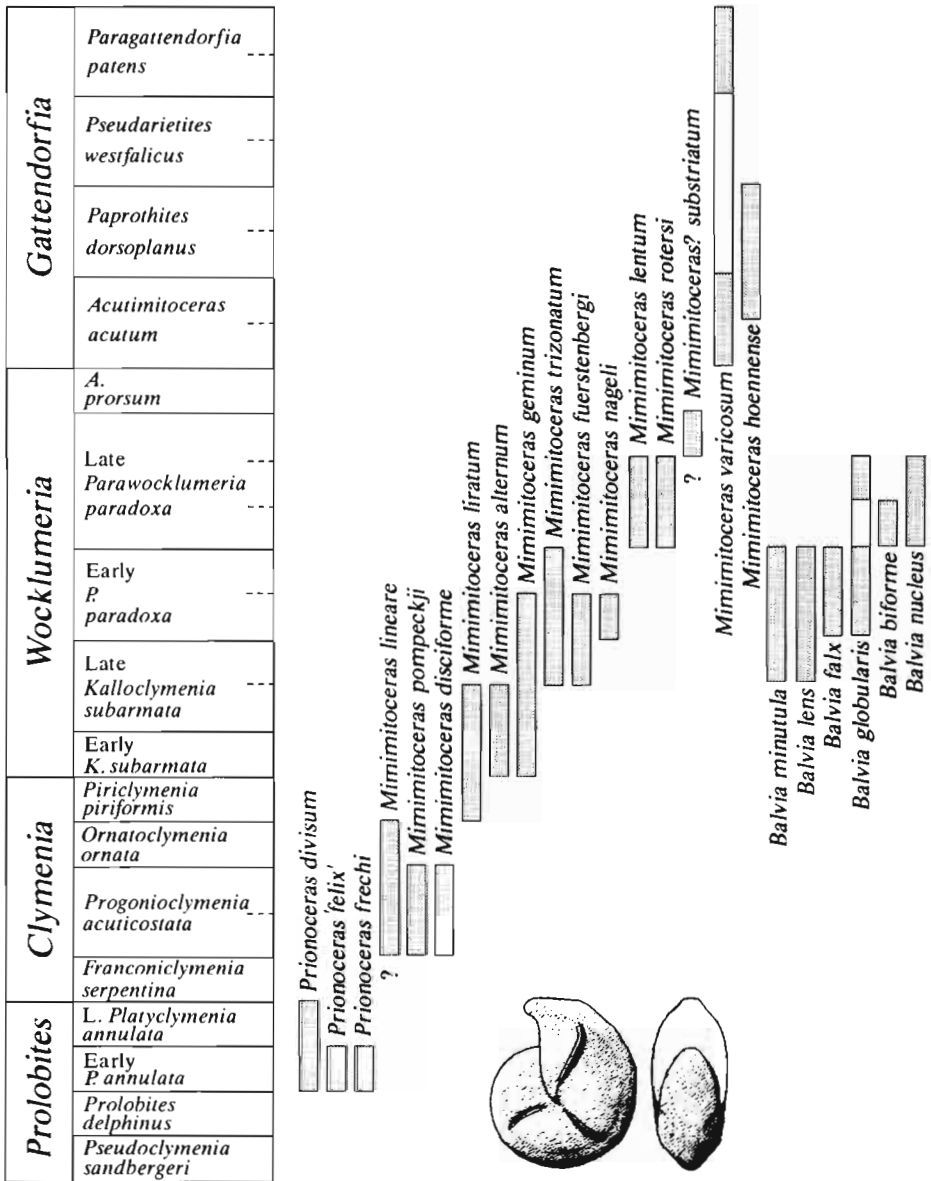 Gattendorfia
Paragattendorfia
patens
Pseudarietites
westfalicus
Paprothites
dorsoplanus
Acutimitoceras
acutum
Wocklumeria
A.
prorsum
Late
Parawocklumeria
paradoxa
Early
P.
paradoxa
Late
Kalloclymenia
subarmata
Early
K. subarmata
Clymenia
Piriclymenia
piriformis
Ornatoclymenia
ornata
Progonioclymenia
acuticostata
Franconiclymenia
serpentina
Prolobites
L. Platyclymenia
annulata
Early
P. annulata
Prolobites
delphinus
Pseudoclymenia
sandbergeri
Prionoceras divisum
Prionoceras 'felix'
Prionoceras frechi
? Mimimitoceras lineare
Mimimitoceras pompeckji
Mimimitoceras disciforme
Mimimitoceras liratum
Mimimitoceras alternum
Mimimitoceras geminum
Mimimitoceras trizonatum
Mimimitoceras fuerstenbergi
Mimimitoceras nageli
Mimimitoceras lentum
Mimimitoceras rotersi
? Mimimitoceras? substriatum
Mimimitoceras varicosum
Mimimitoceras hoennense
Balvia minutula
Balvia lens
Balvia falx
Balvia globularis
Balvia biforme
Balvia nucleus